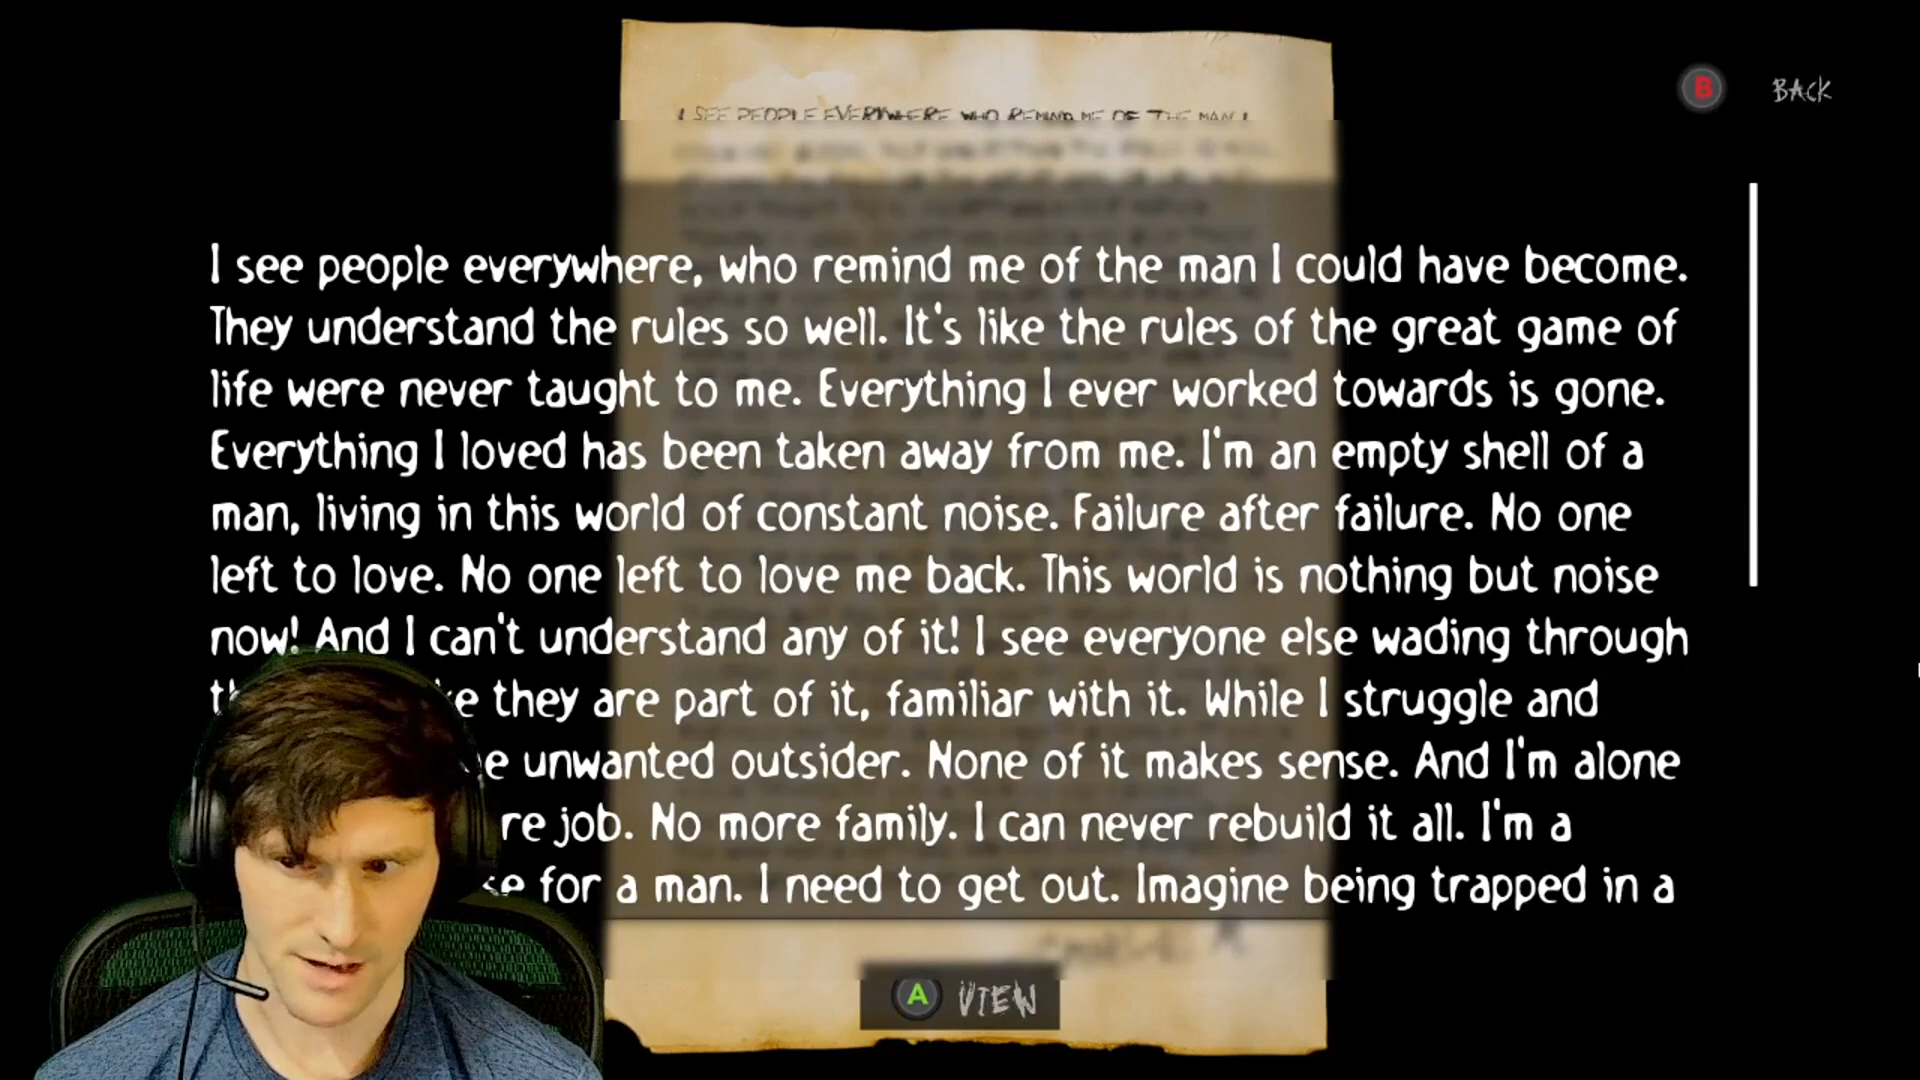 I SEE PEOPLE EVERYWHERE WHO REMIND ME OF THE MAN I
B BACK
I see people everywhere, who remind me of the man I could have become.
They understand the rules so well. It's like the rules of the great game of
life were never taught to me. Everything I ever worked towards is gone.
Everything I loved has been taken away from me. I'm an empty shell of a
man, living in this world of constant noise. Failure after failure. No one
left to love. No one left to love me back. This world is nothing but noise
now! And I can't understand any of it! I see everyone else wading through
they are part of it, familiar with it. While I struggle and
unwanted outsider. None of it makes sense. And I'm alone
job. No more family. I can never rebuild it all. I'm a
for a man. I need to get out. Imagine being trapped in a
A VIEW